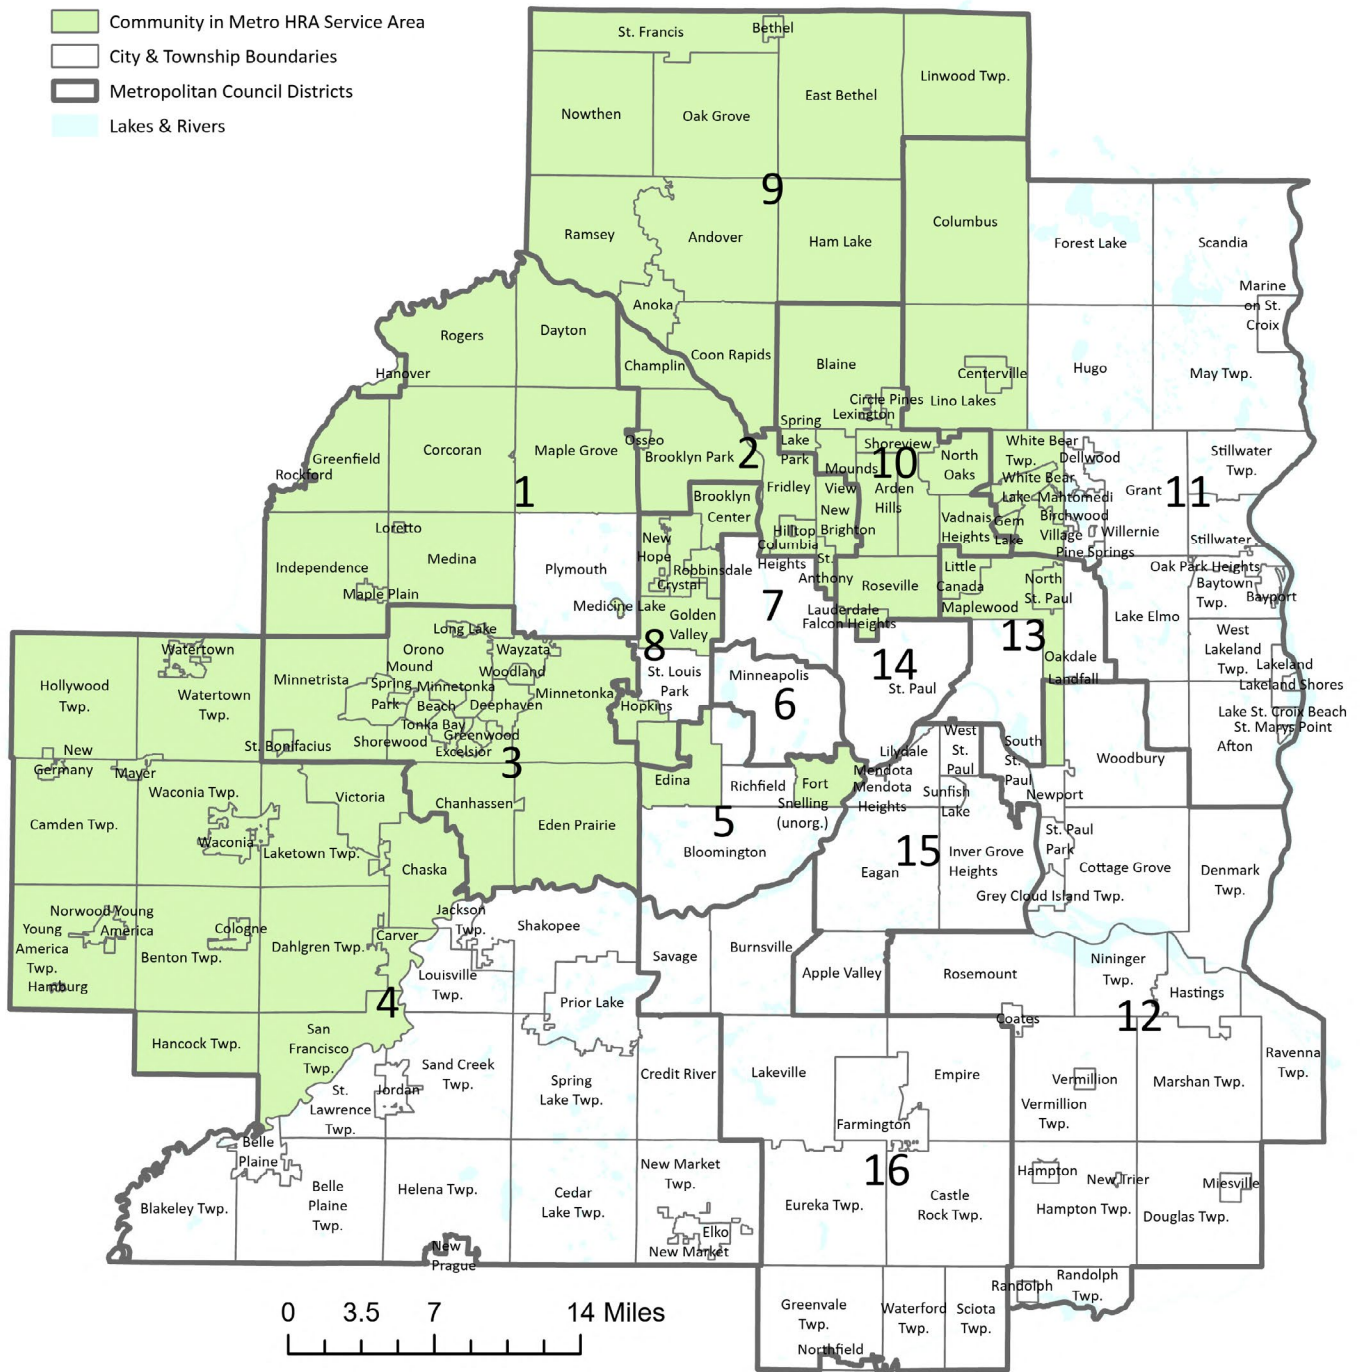 Community in Metro HRA Service Area
City & Township Boundaries
Metropolitan Council Districts
Lakes & Rivers
St. Francis
Bethel
Linwood Twp.
East Bethel
Nowthen
Oak Grove
9
Columbus
Ramsey
Andover
Ham Lake
Forest Lake
Scandia
Marine
on St.
Croix
Anoka
Rogers
Dayton
Coon Rapids
Champlin
Blaine
Hanover
Centerville
Hugo
May Twp.
Circle Pines
Lexington
Lino Lakes
Spring
Lake
Park
Osseo
Brooklyn Park
2
Shoreview
10
North
Oaks
White Bear
Twp.
Dellwood
Stillwater
Twp.
Greenfield
Corcoran
Maple Grove
Rockford
1
Mounds
View
Arden
Hills
White Bear
Lake
Mahtomedi
Grant
11
Brooklyn
Center
Fridley
New
Brighton
Vadnais
Heights
Gem
Lake
Birchwood
Village
Willernie
Pine Springs
Stillwater
Loretto
Medina
Independence
Maple Plain
Plymouth
Medicine Lake
New
Hope
Robbinsdale
Crystal
Hilltop
Columbia
Heights
St.
Anthony
Roseville
Little
Canada
North
St. Paul
Maplewood
Oak Park Heights
Baytown
Twp.
Bayport
Lake Elmo
Golden
Valley
7
Lauderdale
Falcon Heights
8
13
West
Lakeland
Twp.
Lakeland
Lakeland Shores
Lake St. Croix Beach
St. Marys Point
Afton
Long Lake
Orono
Wayzata
Mound
Woodland
Minnetrista
Spring
Park
Minnetonka
Beach
Deephaven
Minnetonka
Tonka Bay
Greenwood
Shorewood
Excelsior
St. Bonifacius
3
Watertown
Hollywood
Twp.
Watertown
Twp.
St. Louis
Park
Hopkins
Minneapolis
6
14
St. Paul
Oakdale
Landfall
Woodbury
New
Germany
Mayer
Waconia Twp.
Victoria
Camden Twp.
Waconia
Laketown Twp.
Chanhassen
Eden Prairie
Chaska
Edina
Richfield
Fort
Snelling
(unorg.)
5
Bloomington
Lilydale
Mendota
Mendota
Heights
West
St.
Paul
South
St.
Paul
Sunfish
Lake
Newport
St. Paul
Park
15
Eagan
Inver Grove
Heights
Cottage Grove
Denmark
Twp.
Grey Cloud Island Twp.
Norwood Young
America
Young
America
Twp.
Hamburg
Cologne
Benton Twp.
Dahlgren Twp.
Carver
Jackson
Twp.
Shakopee
Louisville
Twp.
4
Prior Lake
Savage
Burnsville
Apple Valley
Rosemount
Nininger
Twp.
Hastings
12
Coates
Hancock Twp.
San
Francisco
Twp.
St.
Lawrence
Twp.
Jordan
Sand Creek
Twp.
Spring
Lake Twp.
Credit River
Lakeville
Empire
Farmington
Vermillion
Vermillion
Twp.
Marshan Twp.
Ravenna
Twp.
Belle
Plaine
Blakeley Twp.
Belle
Plaine
Twp.
Helena Twp.
Cedar
Lake Twp.
New Market
Twp.
Elko
New Market
New
Prague
16
Eureka Twp.
Castle
Rock Twp.
Hampton
New Trier
Hampton Twp.
Miesville
Douglas Twp.
Randolph
Randolph
Twp.
Greenvale
Twp.
Waterford
Twp.
Sciota
Twp.
Northfield
0 3.5 7 14 Miles